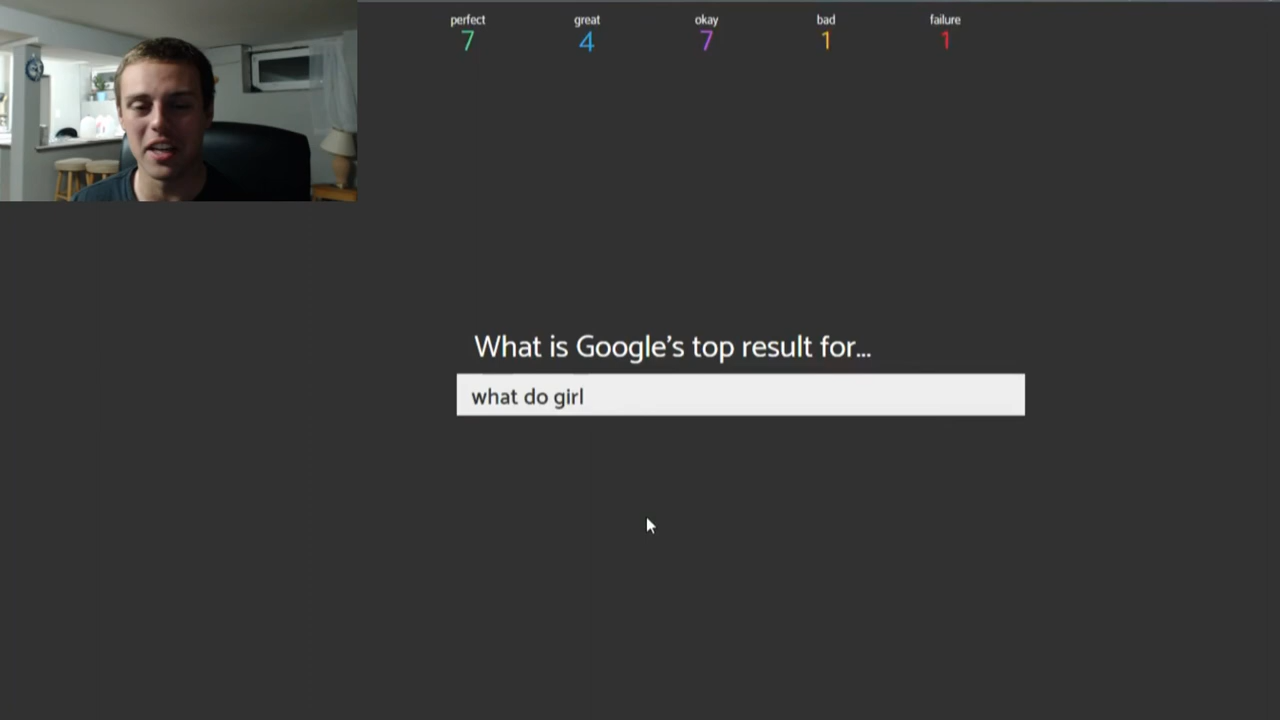 perfect great okay bad failure
7 4 7 1 1
What is Google's top result for...
what do girl